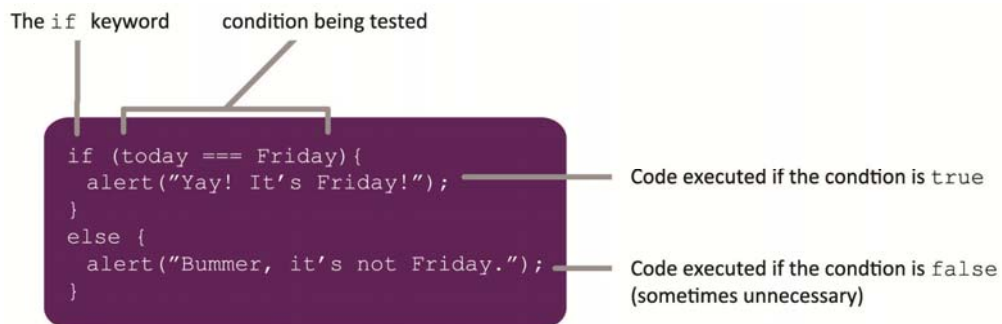 The if keyword
condition being tested
if (today === Friday){
alert(”Yay! It’s Friday!”);
}
else {
alert(”Bummer, it’s not Friday.”);
}
Code executed if the condtion is true
Code executed if the condtion is false
(sometimes unnecessary)